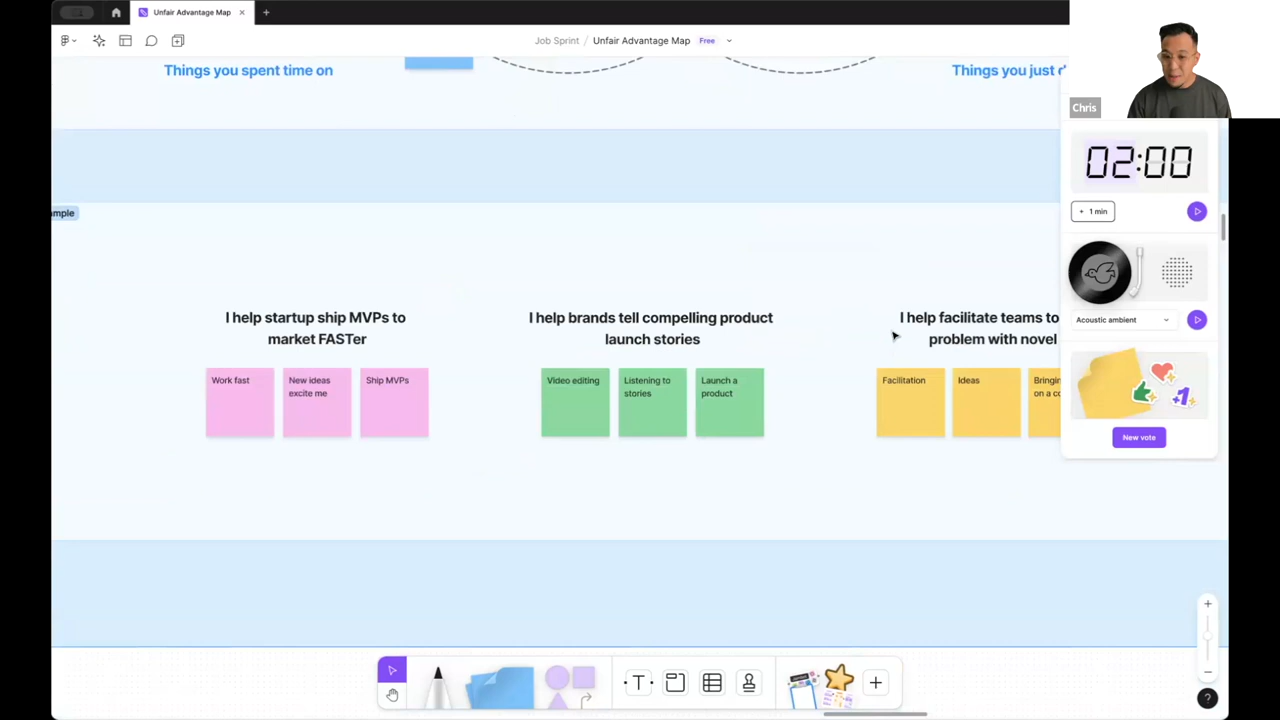 Unfair Advantage Map
Job Sprint / Unfair Advantage Map Free
Things you spent time on
Things you just d
Chris
02:00
+ 1 min
mple
I help startup ship MVPs to
market FASTer
Work fast
New ideas
excite me
Ship MVPs
I help brands tell compelling product
launch stories
Video editing
Listening to
stories
Launch a
product
I help facilitate teams to
problem with novel
Facilitation
Ideas
Bringin
on a co
Acoustic ambient
+1
New vote
T
?